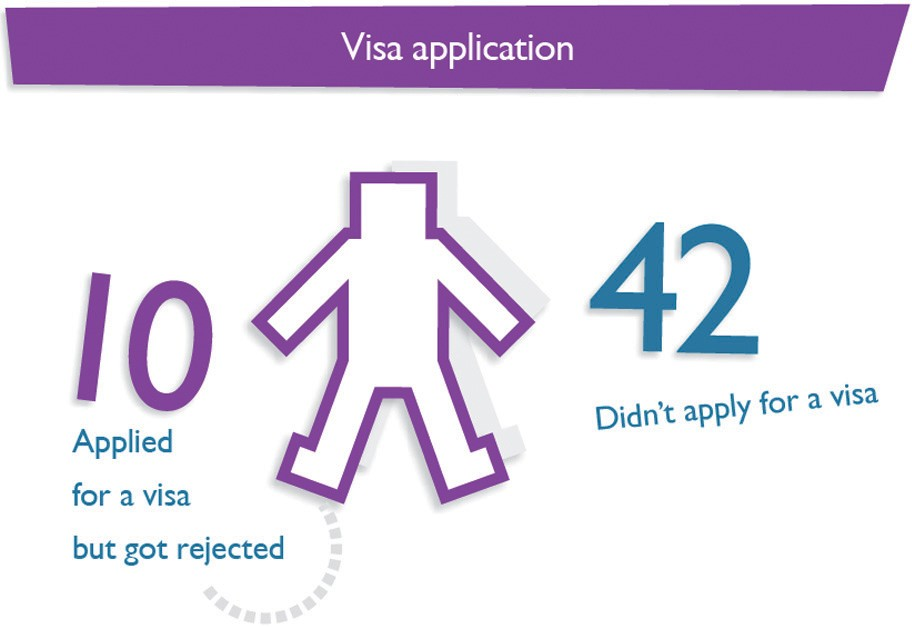 Visa application
10
Applied
for a visa
but got rejected
42
Didn't apply for a visa